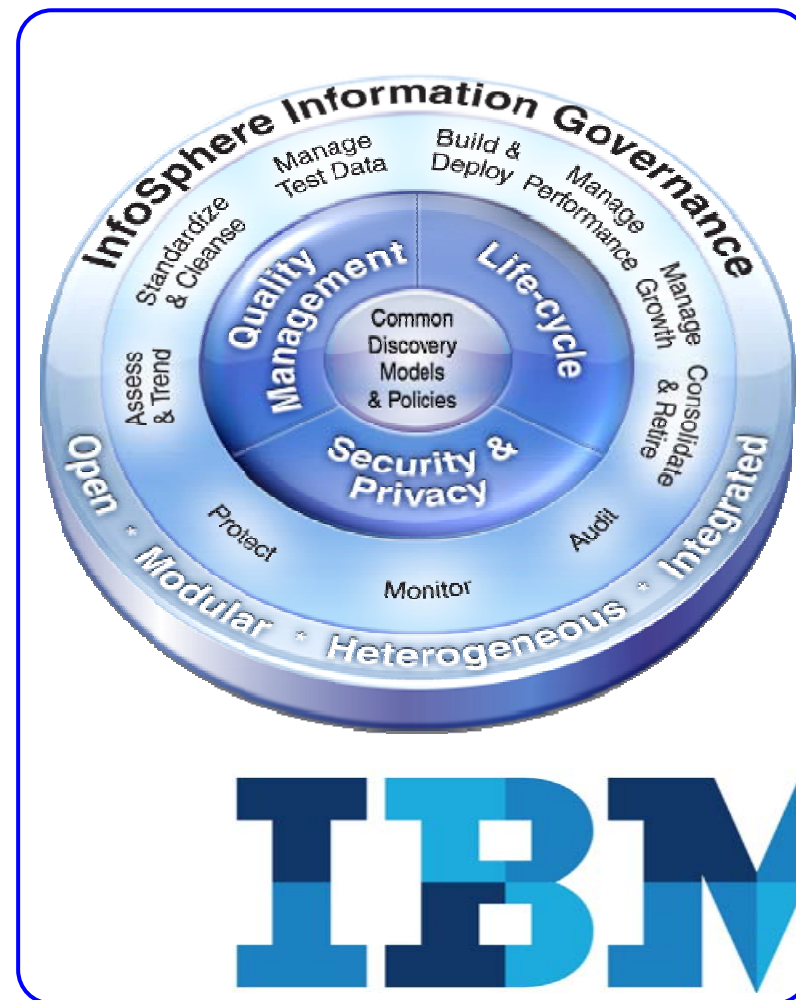 InfoSphere Information Governance
Manage
Test Data
Build &
Deploy
Manage
Performance
Standardize
& Cleanse
Manage
Growth
Assess
& Trend
Consolidate
& Retire
Quality
Management
Life-cycle
Common
Discovery
Models
& Policies
Security &
Privacy
Protect
Monitor
Audit
Open * Modular * Heterogeneous * Integrated
IBM